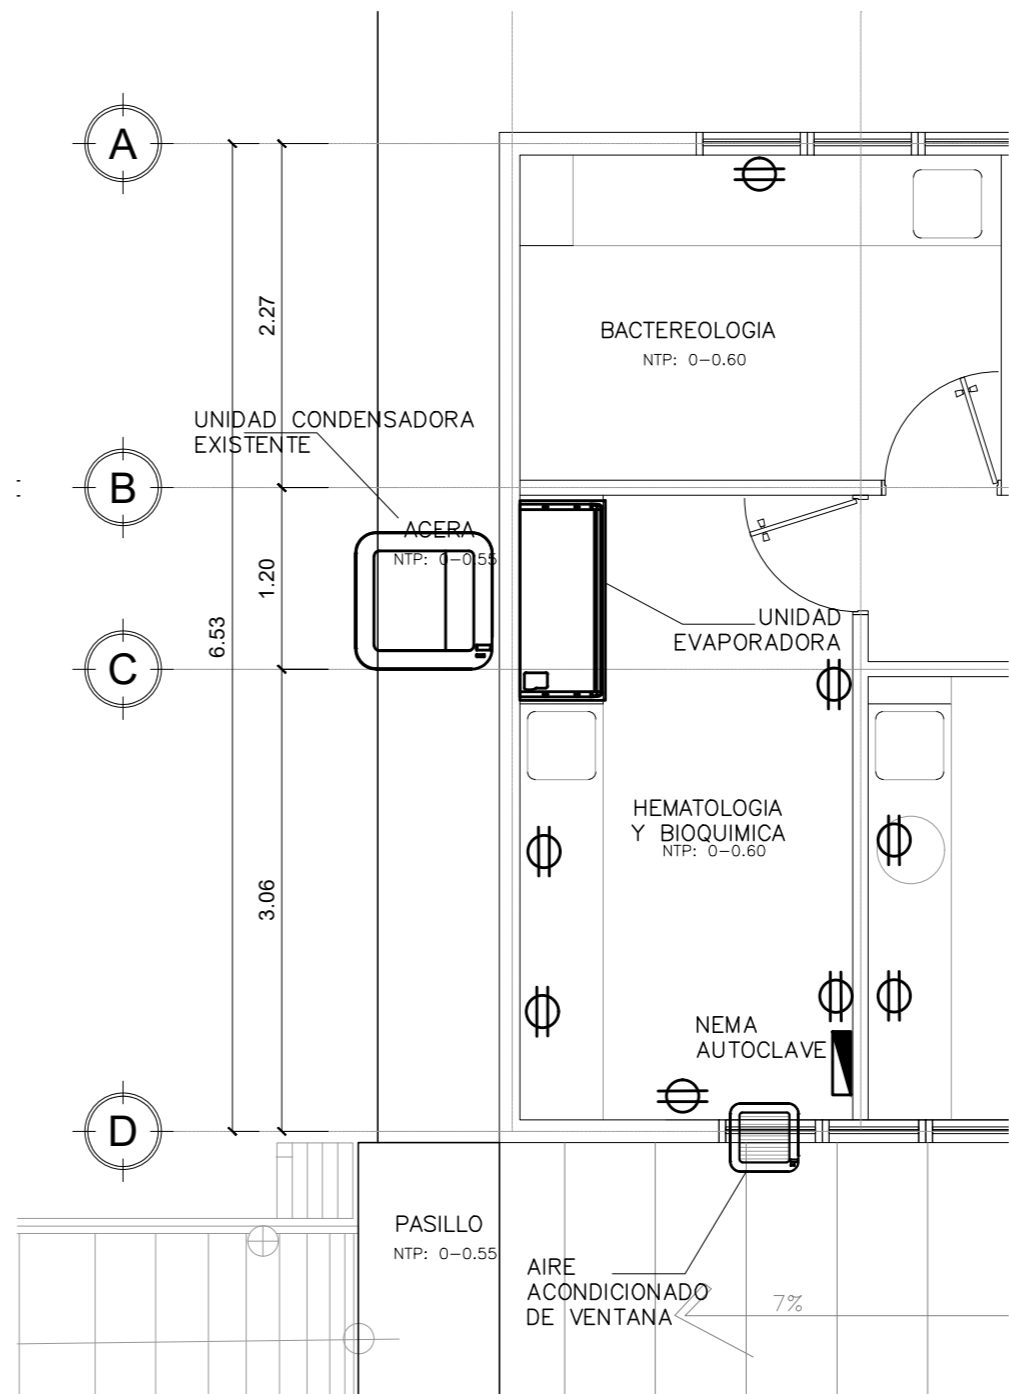 A
2.27
BACTEREOLOGIA
NTP: 0-0.60
UNIDAD CONDENSADORA
EXISTENTE
B
ACERA
NTP: 0-0.55
1.20
6.53
UNIDAD
EVAPORADORA
C
HEMATOLOGIA
Y BIOQUIMICA
NTP: 0-0.60
3.06
NEMA
AUTOCLAVE
D
PASILLO
NTP: 0-0.55
AIRE
ACONDICIONADO
DE VENTANA
7%